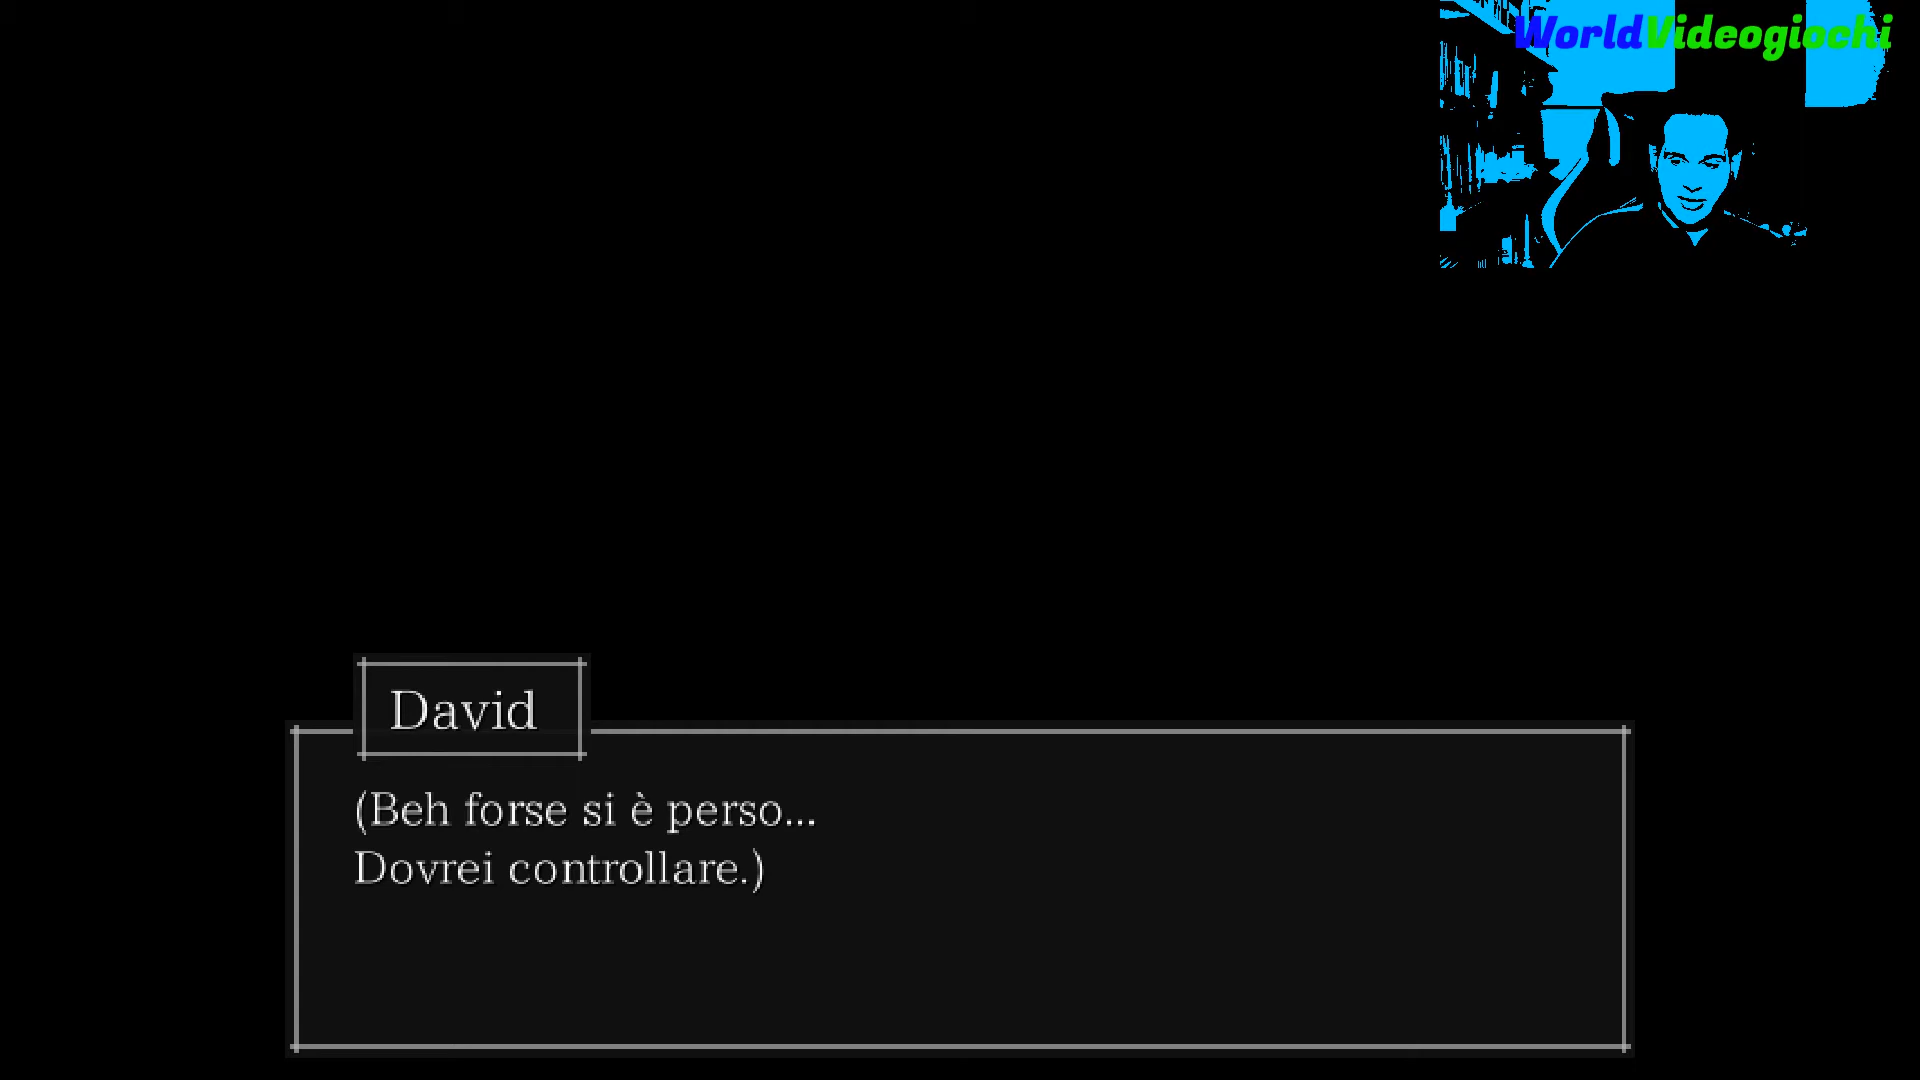 WorldVideogiochi
David
(Beh forse si è perso...
Dovrei controllare.)